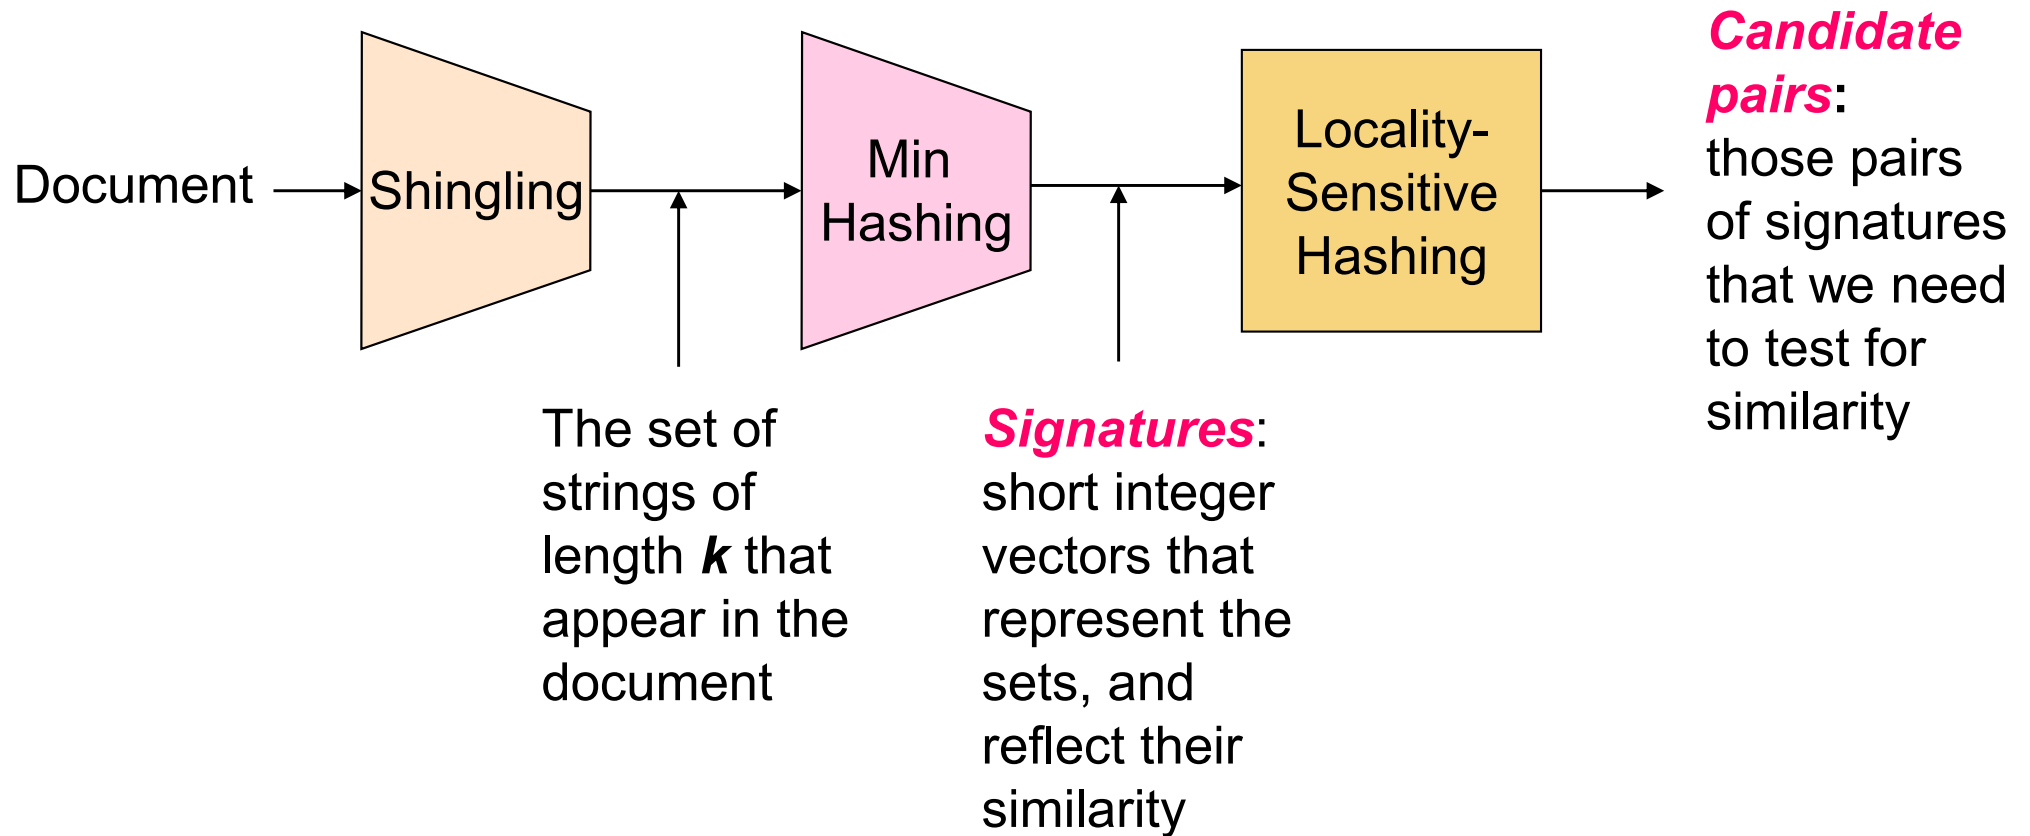 Document
Shingling
Min
Hashing
Locality-
Sensitive
Hashing
Candidate
pairs:
those pairs
of signatures
that we need
to test for
similarity
The set of
strings of
length k that
appear in the
document
Signatures:
short integer
vectors that
represent the
sets, and
reflect their
similarity